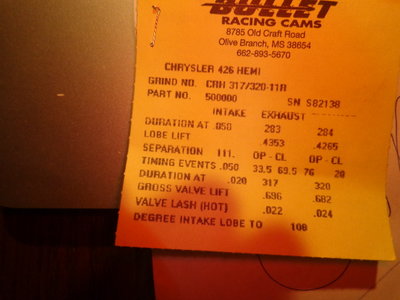 BULLET
RACING CAMS
8785 Old Craft Road
Olive Branch, MS 38654
662-893-5670
CHRYSLER 426 HEMI
GRIND NO. CRH 317/320-11R
PART NO. 500000 SN S82138
INTAKE EXHAUST
DURATION AT .050 283 284
LOBE LIFT .4353 .4265
SEPARATION 111. OP - CL OP - CL
TIMING EVENTS .050 33.5 69.5 76 28
DURATION AT .020 317 320
GROSS VALVE LIFT .696 .682
VALVE LASH (HOT) .022 .024
DEGREE INTAKE LOBE TO 108